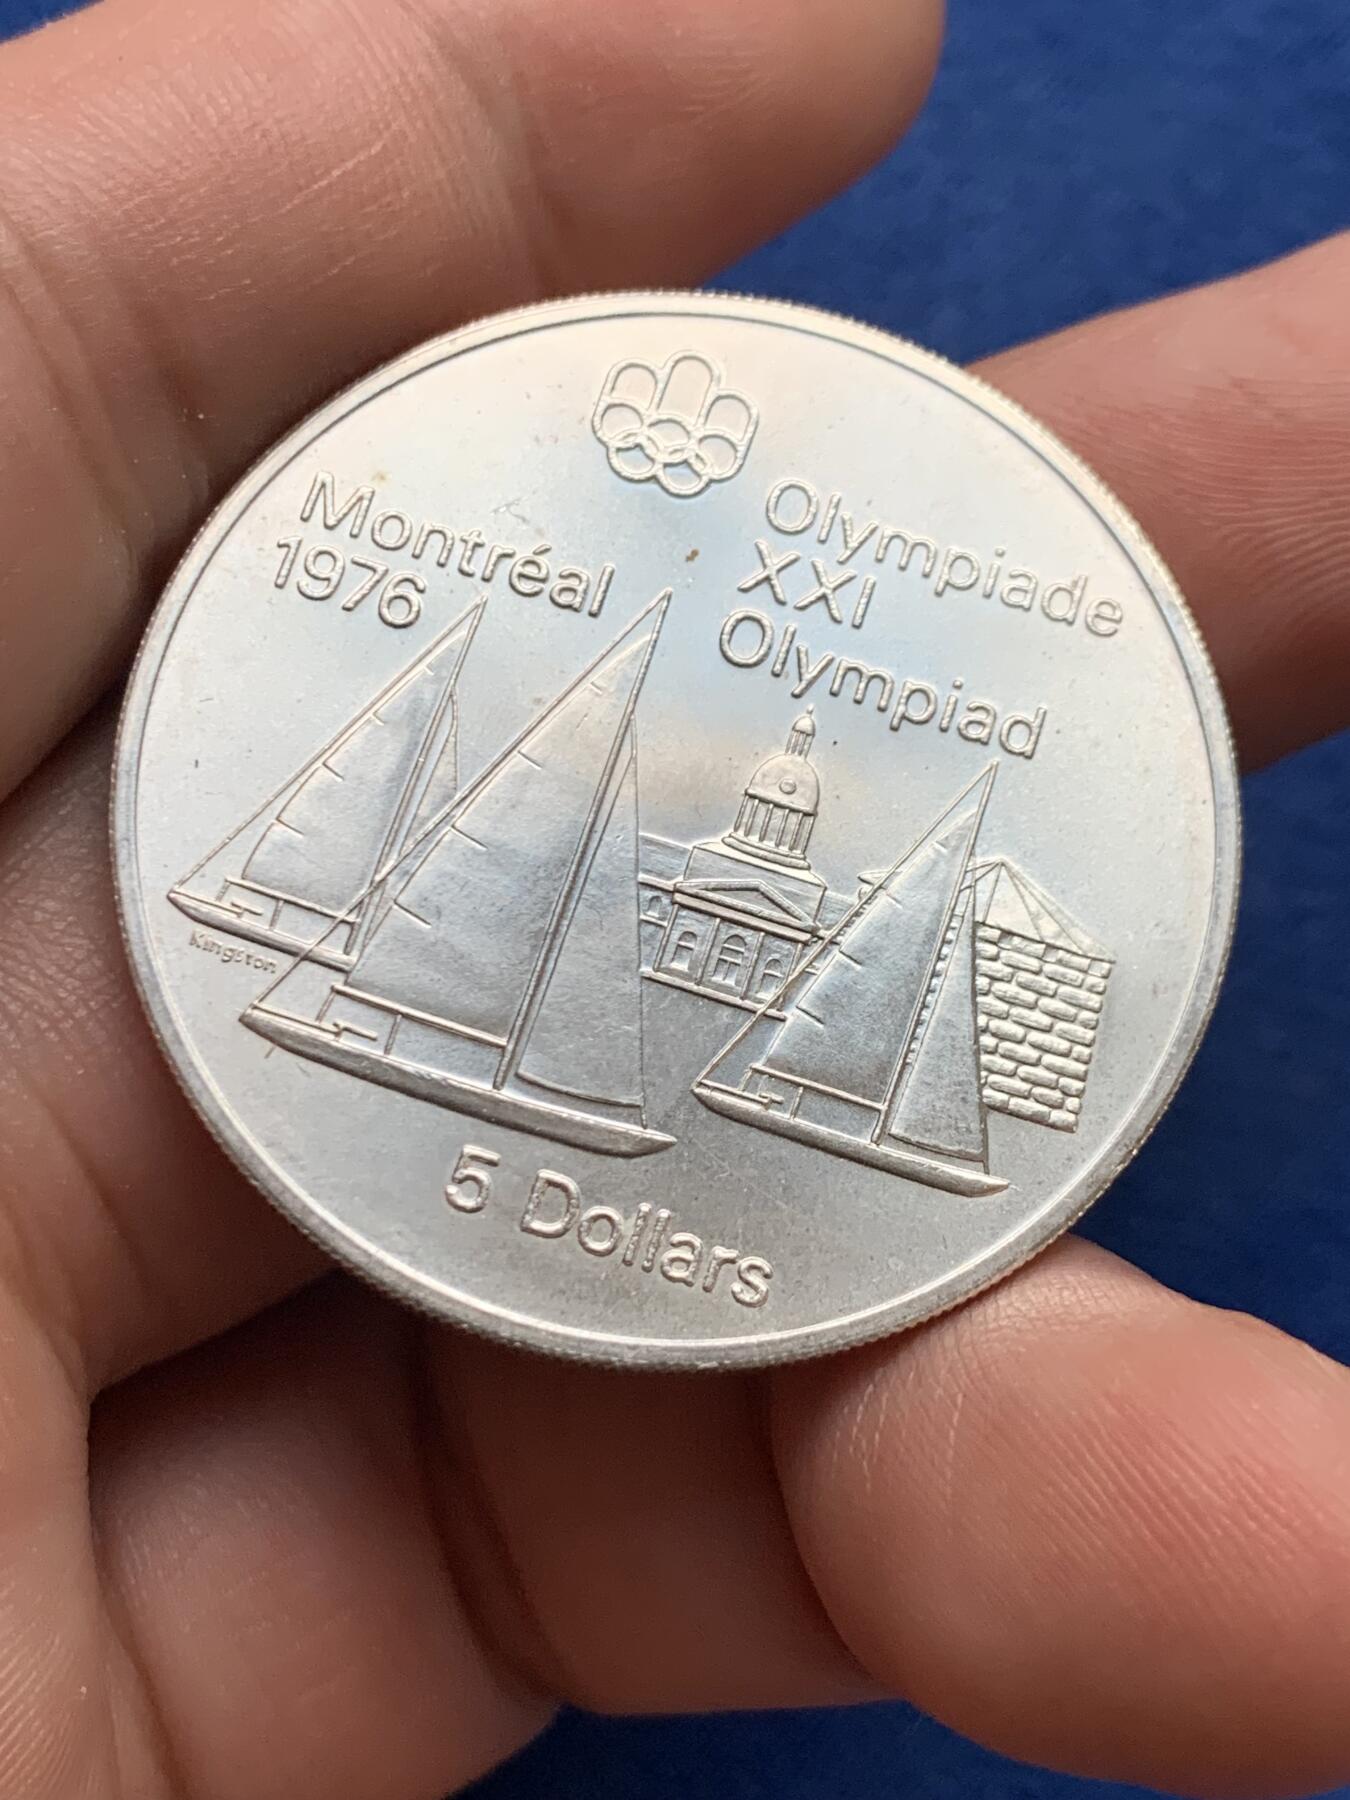 Montréal
1976
Olympiade
XXI
Olympiad
Kingston
5 Dollars